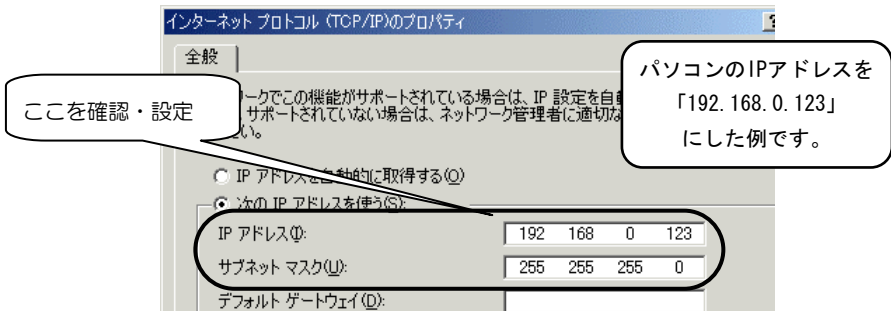 インターネット プロトコル (TCP/IP)のプロパティ
全般
パソコンのIPアドレスを
「192.168.0.123」
にした例です。
ここを確認・設定
ークでこの機能がサポートされている場合は、IP 設定を自
サポートされていない場合は、ネットワーク管理者に適切な
い。
IP アドレスを自動的に取得する(O)
次の IP アドレスを使う(S):
IP アドレス(I): 192 168 0 123
サブネット マスク(U): 255 255 255 0
デフォルト ゲートウェイ(D):